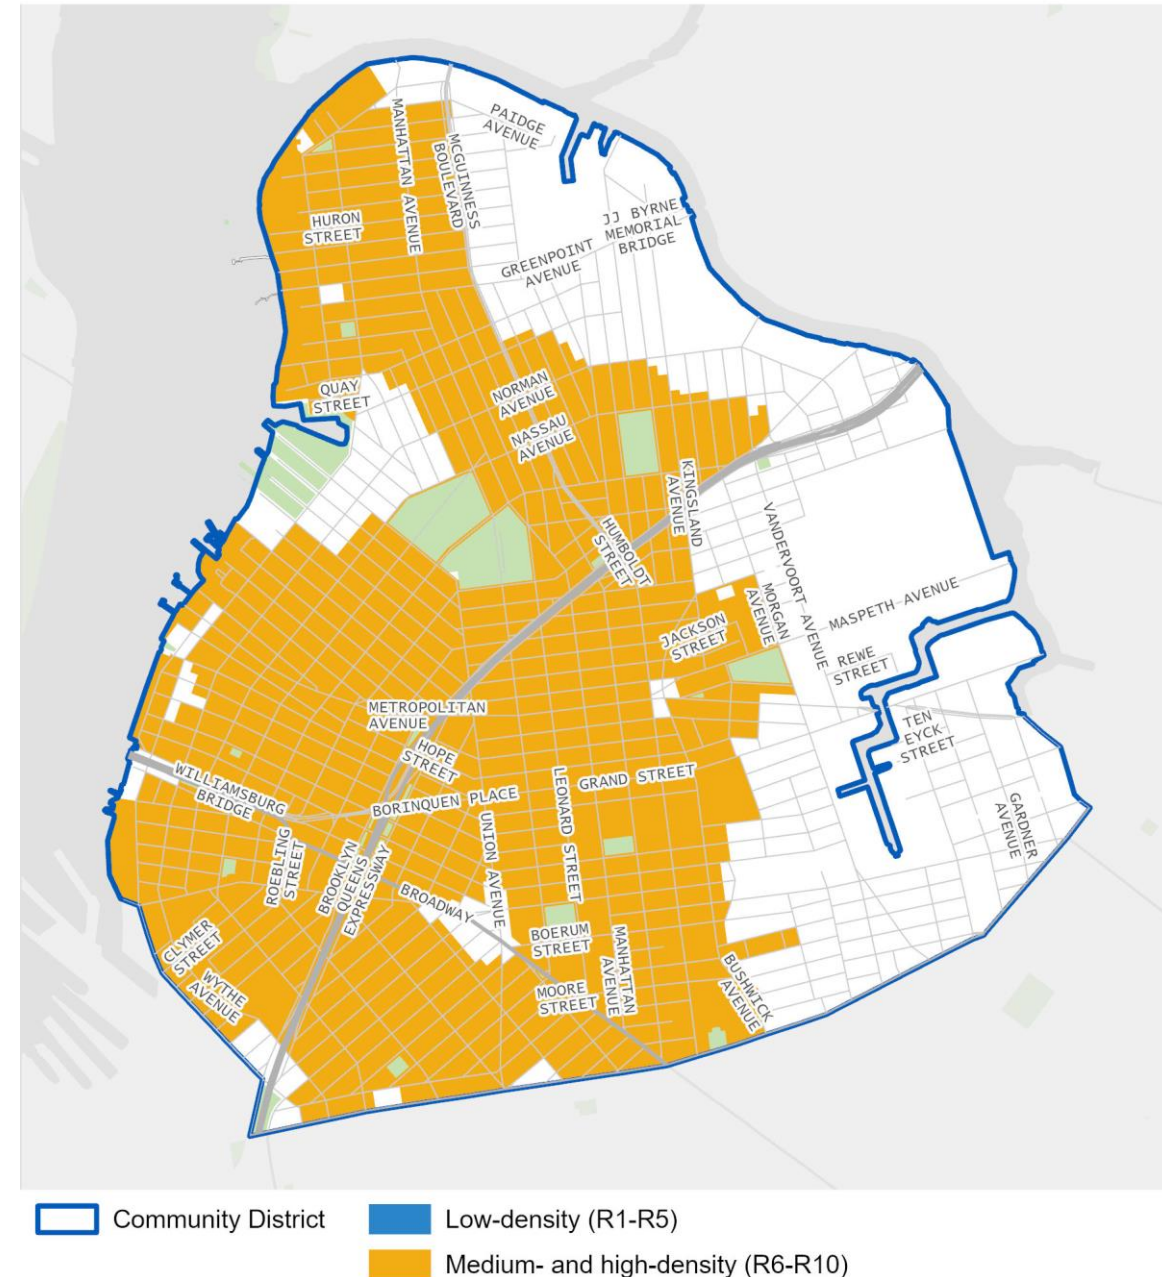 PAIDGE
AVENUE
MANHATTAN AVENUE
MCGUINNESS
BOULEVARD
HURON
STREET
JJ BYRNE
MEMORIAL
BRIDGE
GREENPOINT
AVENUE
QUAY
STREET
NORMAN
AVENUE
NASSAU
AVENUE
KINGSLAND
AVENUE
HUMBOLDT
STREET
VANDERVOORT AVENUE
MORGAN
AVENUE
MASPETH AVENUE
JACKSON
STREET
REWE
STREET
METROPOLITAN
AVENUE
TEN
EYCK
STREET
HOPE
STREET
WILLIAMSBURG
BRIDGE
GRAND STREET
LEONARD STREET
BORINQUEN PLACE
GARDNER
AVENUE
UNION AVENUE
ROEBLING
STREET
BROOKLYN
QUEENS
EXPRESSWAY
BROADWAY
BOERUM
STREET
CLYMER
STREET
MANHATTAN
AVENUE
WYTHE
AVENUE
MOORE
STREET
BUSHWICK
AVENUE
Community District
Low-density (R1-R5)
Medium- and high-density (R6-R10)